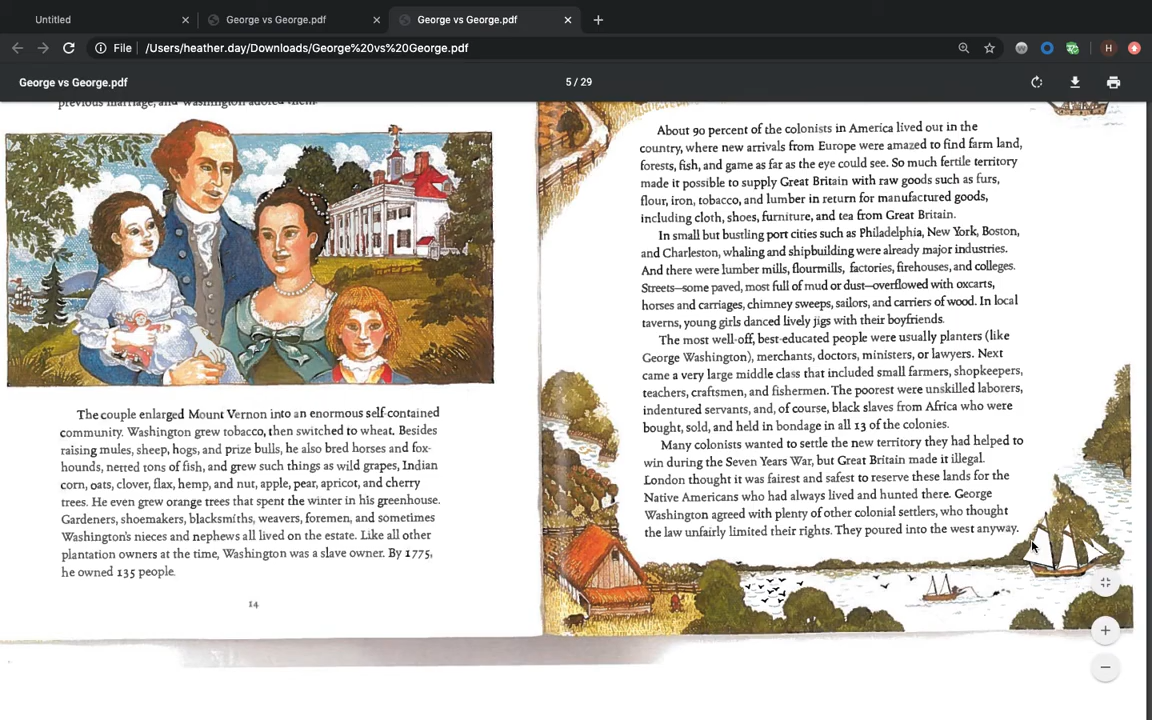 Untitled
George vs George.pdf
George vs George.pdf
File
/Users/heather.day/Downloads/George%20vs%20George.pdf
H
George vs George.pdf
5 / 29
previous marriage, and Washington adored them.
The couple enlarged Mount Vernon into an enormous self-contained
community. Washington grew tobacco, then switched to wheat. Besides
raising mules, sheep, hogs, and prize bulls, he also bred horses and fox-
hounds, netted tons of fish, and grew such things as wild grapes, Indian
corn, oats, clover, flax, hemp, and nut, apple, pear, apricot, and cherry
trees. He even grew orange trees that spent the winter in his greenhouse.
Gardeners, shoemakers, blacksmiths, weavers, foremen, and sometimes
Washington's nieces and nephews all lived on the estate. Like all other
plantation owners at the time, Washington was a slave owner. By 1775,
he owned 135 people.
14
About 90 percent of the colonists in America lived out in the
country, where new arrivals from Europe were amazed to find farm land,
forests, fish, and game as far as the eye could see. So much fertile territory
made it possible to supply Great Britain with raw goods such as furs,
flour, iron, tobacco, and lumber in return for manufactured goods,
including cloth, shoes, furniture, and tea from Great Britain.
In small but bustling port cities such as Philadelphia, New York, Boston,
and Charleston, whaling and shipbuilding were already major industries.
And there were lumber mills, flourmills, factories, firehouses, and colleges.
Streets—some paved, most full of mud or dust—overflowed with oxcarts,
horses and carriages, chimney sweeps, sailors, and carriers of wood. In local
taverns, young girls danced lively jigs with their boyfriends.
The most well-off, best-educated people were usually planters (like
George Washington), merchants, doctors, ministers, or lawyers. Next
came a very large middle class that included small farmers, shopkeepers,
teachers, craftsmen, and fishermen. The poorest were unskilled laborers,
indentured servants, and, of course, black slaves from Africa who were
bought, sold, and held in bondage in all 13 of the colonies.
Many colonists wanted to settle the new territory they had helped to
win during the Seven Years War, but Great Britain made it illegal.
London thought it was fairest and safest to reserve these lands for the
Native Americans who had always lived and hunted there. George
Washington agreed with plenty of other colonial settlers, who thought
the law unfairly limited their rights. They poured into the west anyway.